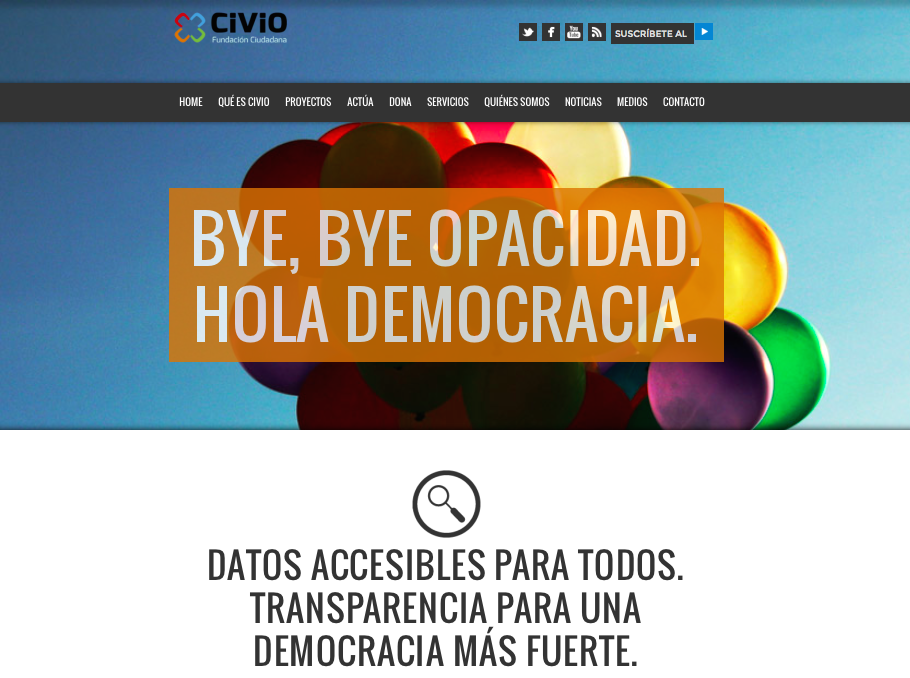 CiViO
Fundación Ciudadana
You
Tube
SUSCRÍBETE AL
HOME QUÉ ES CIVIO PROYECTOS ACTÚA DONA SERVICIOS QUIÉNES SOMOS NOTICIAS MEDIOS CONTACTO
BYE, BYE OPACIDAD.
HOLA DEMOCRACIA.
DATOS ACCESIBLES PARA TODOS.
TRANSPARENCIA PARA UNA
DEMOCRACIA MÁS FUERTE.